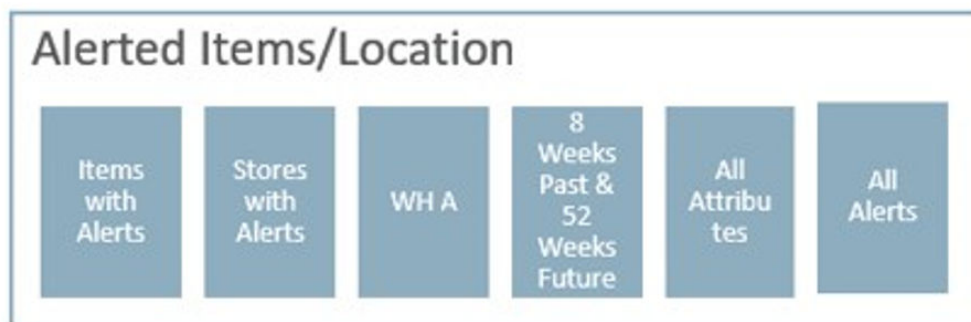 Alerted Items/Location
Items
with
Alerts
Stores
with
Alerts
WH A
8
Weeks
Past &
52
Weeks
Future
All
Attribu
tes
All
Alerts